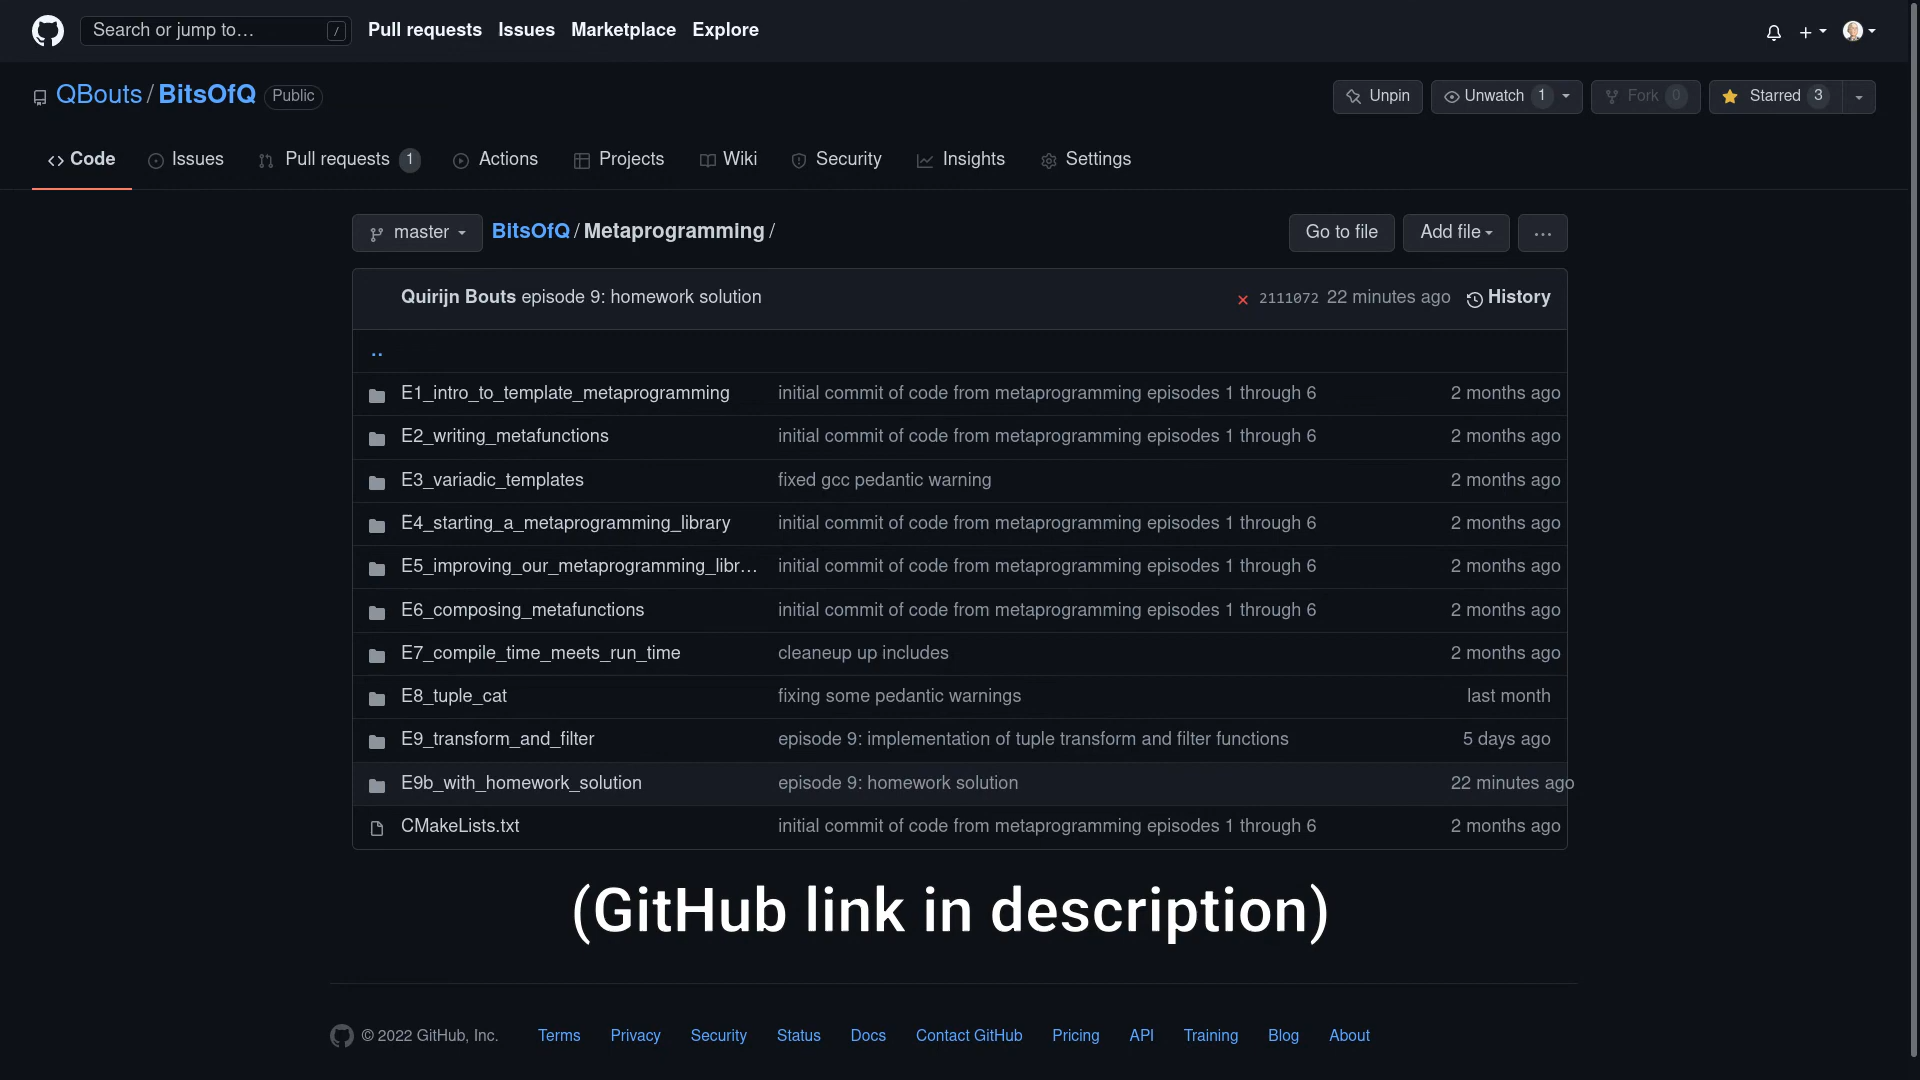 Search or jump to… / Pull requests Issues Marketplace Explore
QBouts / BitsOfQ Public Unpin Unwatch 1 Fork 0 Starred 3
Code Issues Pull requests 1 Actions Projects Wiki Security Insights Settings
master BitsOfQ / Metaprogramming / Go to file Add file ...
Quirijn Bouts episode 9: homework solution × 2111072 22 minutes ago History
..
E1_intro_to_template_metaprogramming initial commit of code from metaprogramming episodes 1 through 6 2 months ago
E2_writing_metafunctions initial commit of code from metaprogramming episodes 1 through 6 2 months ago
E3_variadic_templates fixed gcc pedantic warning 2 months ago
E4_starting_a_metaprogramming_library initial commit of code from metaprogramming episodes 1 through 6 2 months ago
E5_improving_our_metaprogramming_libr… initial commit of code from metaprogramming episodes 1 through 6 2 months ago
E6_composing_metafunctions initial commit of code from metaprogramming episodes 1 through 6 2 months ago
E7_compile_time_meets_run_time cleaneup up includes 2 months ago
E8_tuple_cat fixing some pedantic warnings last month
E9_transform_and_filter episode 9: implementation of tuple transform and filter functions 5 days ago
E9b_with_homework_solution episode 9: homework solution 22 minutes ago
CMakeLists.txt initial commit of code from metaprogramming episodes 1 through 6 2 months ago
(GitHub link in description)
© 2022 GitHub, Inc. Terms Privacy Security Status Docs Contact GitHub Pricing API Training Blog About